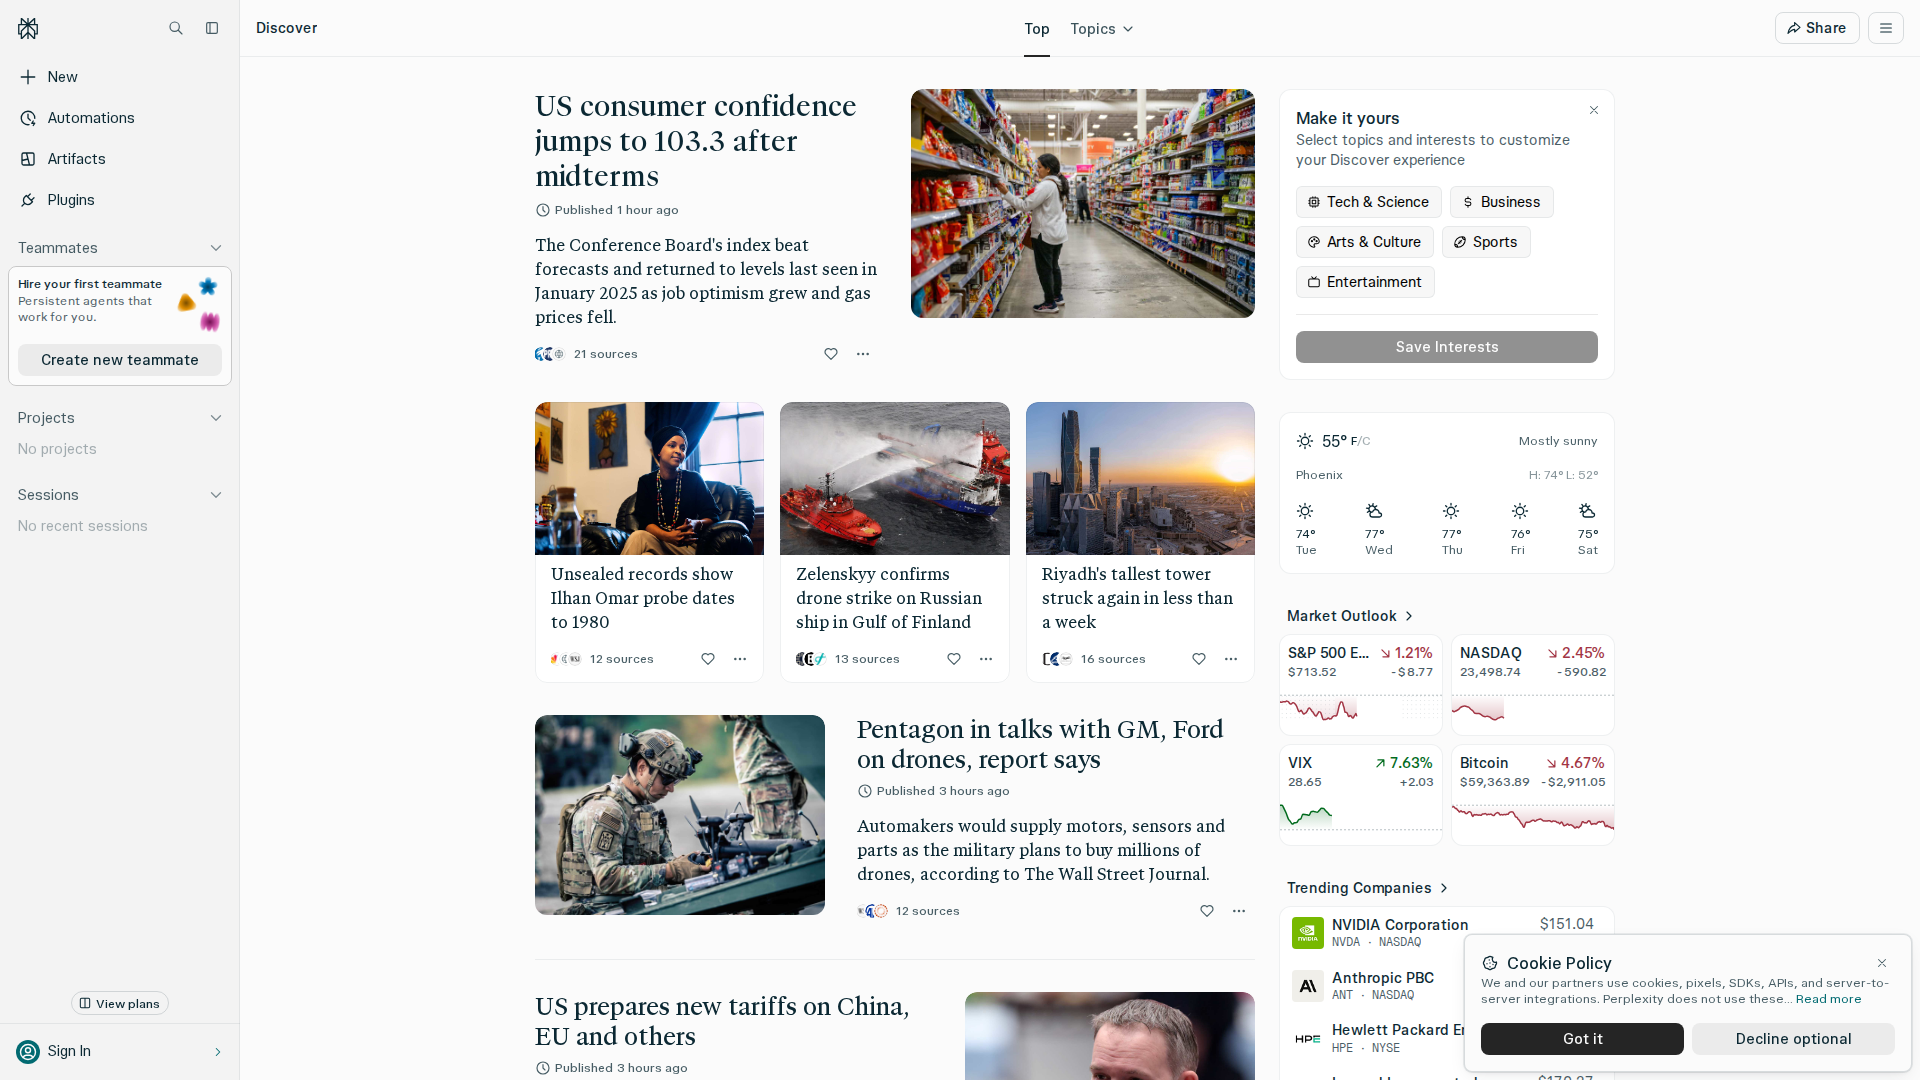 Discover
Top
Topics
Share
New
Automations
Artifacts
Plugins
Teammates
Hire your first teammate
Persistent agents that
work for you.
Create new teammate
Projects
No projects
Sessions
No recent sessions
View plans
Sign In
US consumer confidence
jumps to 103.3 after
midterms
Published 1 hour ago
The Conference Board's index beat
forecasts and returned to levels last seen in
January 2025 as job optimism grew and gas
prices fell.
21 sources
Unsealed records show
Ilhan Omar probe dates
to 1980
12 sources
Zelenskyy confirms
drone strike on Russian
ship in Gulf of Finland
13 sources
Riyadh's tallest tower
struck again in less than
a week
16 sources
Pentagon in talks with GM, Ford
on drones, report says
Published 3 hours ago
Automakers would supply motors, sensors and
parts as the military plans to buy millions of
drones, according to The Wall Street Journal.
12 sources
US prepares new tariffs on China,
EU and others
Published 3 hours ago
Make it yours
Select topics and interests to customize
your Discover experience
Tech & Science
Business
Arts & Culture
Sports
Entertainment
Save Interests
55° F/C
Mostly sunny
Phoenix
H: 74° L: 52°
74° 77° 77° 76° 75°
Tue Wed Thu Fri Sat
Market Outlook
S&P 500 E... 1.21%
$713.52 -$8.77
NASDAQ 2.45%
23,498.74 -590.82
VIX 7.63%
28.65 +2.03
Bitcoin 4.67%
$59,363.89 -$2,911.05
Trending Companies
NVIDIA Corporation $151.04
NVDA · NASDAQ
Anthropic PBC
ANT · NASDAQ
Hewlett Packard
HPE · NYSE
Cookie Policy
We and our partners use cookies, pixels, SDKs, APIs, and server-to-
server integrations. Perplexity does not use these... Read more
Got it
Decline optional